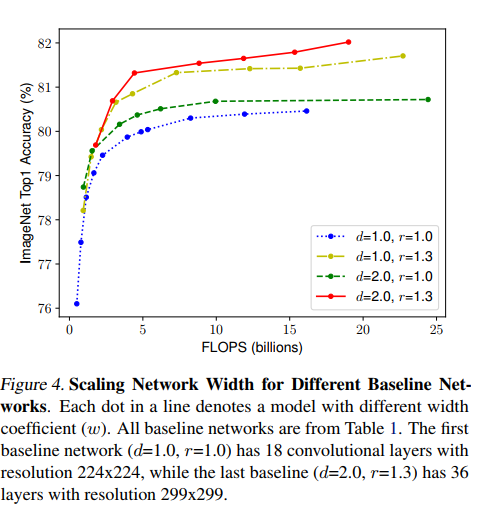 82
81
80
79
78
77
76
ImageNet Top1 Accuracy (%)
0 5 10 15 20 25
FLOPS (billions)
d=1.0, r=1.0
d=1.0, r=1.3
d=2.0, r=1.0
d=2.0, r=1.3
Figure 4. Scaling Network Width for Different Baseline Net-
works. Each dot in a line denotes a model with different width
coefficient (w). All baseline networks are from Table 1. The first
baseline network (d=1.0, r=1.0) has 18 convolutional layers with
resolution 224x224, while the last baseline (d=2.0, r=1.3) has 36
layers with resolution 299x299.